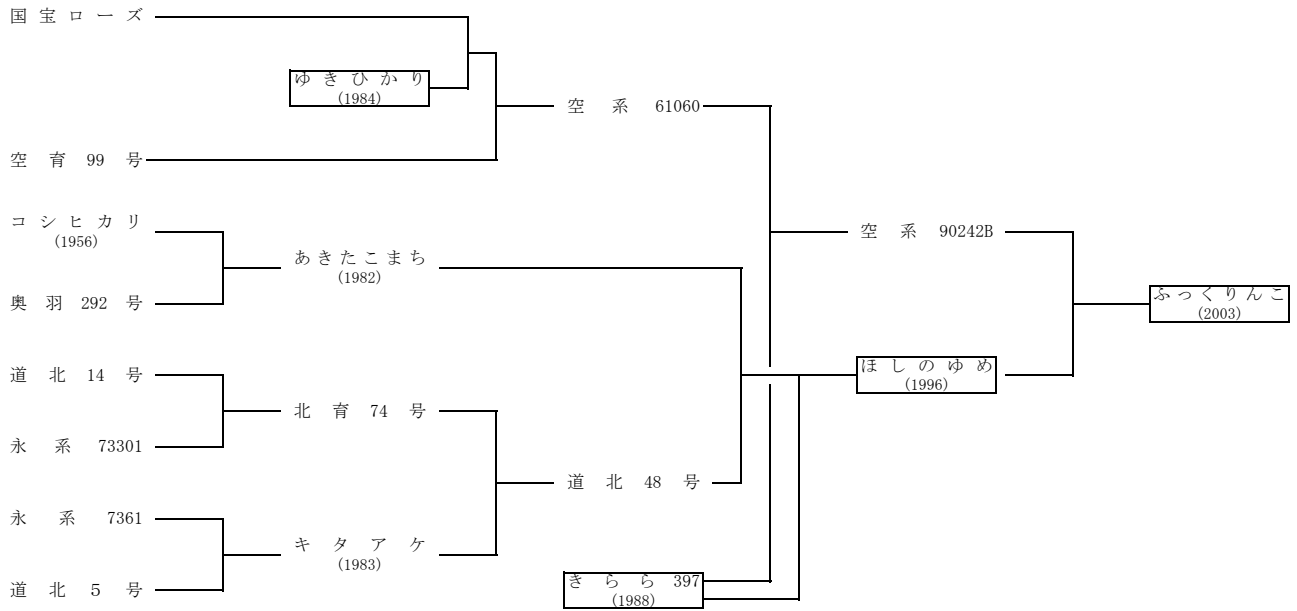 国宝ローズ
ゆきひかり
(1984)
空系 61060
空育 99 号
コシヒカリ
(1956)
空系 90242B
あきたこまち
(1982)
奥羽 292 号
ふっくりんこ
(2003)
道北 14 号
ほしのゆめ
(1996)
北育 74 号
永系 73301
道北 48 号
永系 7361
キタアケ
(1983)
道北 5 号
きらら 397
(1988)